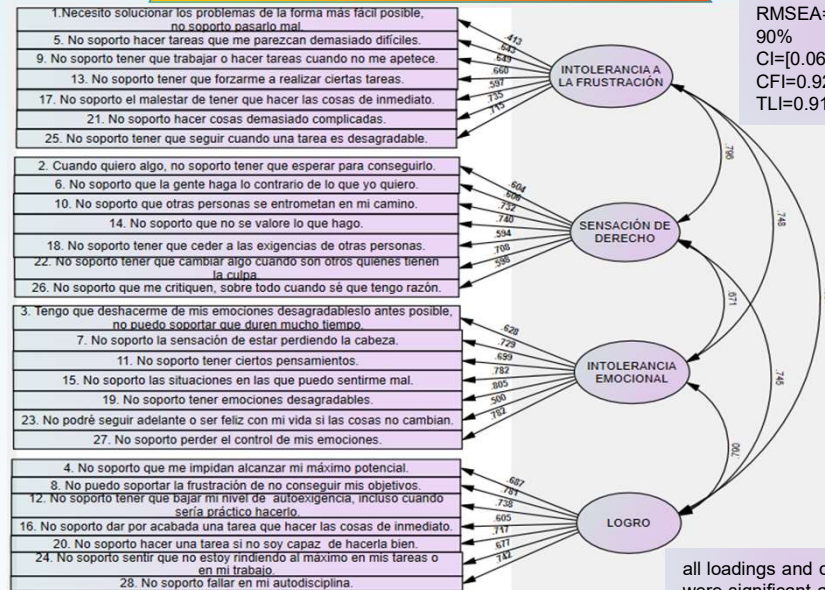 1.Necesito solucionar los problemas de la forma más fácil posible,
no soporto pasarlo mal.
5. No soporto hacer tareas que me parezcan demasiado difíciles.
9. No soporto tener que trabajar o hacer tareas cuando no me apetece.
13. No soporto tener que forzarme a realizar ciertas tareas.
17. No soporto el malestar de tener que hacer las cosas de inmediato.
21. No soporto hacer cosas demasiado complicadas.
25. No soporto tener que seguir cuando una tarea es desagradable.
.413
.643
.649
.660
.597
.735
.715
INTOLERANCIA A
LA FRUSTRACIÓN
2. Cuando quiero algo, no soporto tener que esperar para conseguirlo.
6. No soporto que la gente haga lo contrario de lo que yo quiero.
10. No soporto que otras personas se entrometan en mi camino.
14. No soporto que no se valore lo que hago.
18. No soporto tener que ceder a las exigencias de otras personas.
22. No soporto tener que cambiar algo cuando son otros quienes tienen
la culpa.
26. No soporto que me critiquen, sobre todo cuando sé que tengo razón.
.604
.606
.732
.740
.594
.708
.598
SENSACIÓN DE
DERECHO
3. Tengo que deshacerme de mis emociones desagradableslo antes posible,
no puedo soportar que duren mucho tiempo.
7. No soporto la sensación de estar perdiendo la cabeza.
11. No soporto tener ciertos pensamientos.
15. No soporto las situaciones en las que puedo sentirme mal.
19. No soporto tener emociones desagradables.
23. No podré seguir adelante o ser feliz con mi vida si las cosas no cambian.
27. No soporto perder el control de mis emociones.
.628
.729
.699
.782
.805
.500
.782
INTOLERANCIA
EMOCIONAL
4. No soporto que me impidan alcanzar mi máximo potencial.
8. No puedo soportar la frustración de no conseguir mis objetivos.
12. No soporto tener que bajar mi nivel de autoexigencia, incluso cuando
sería práctico hacerlo.
16. No soporto dar por acabada una tarea que hacer las cosas de inmediato.
20. No soporto hacer una tarea si no soy capaz de hacerla bien.
24. No soporto sentir que no estoy rindiendo al máximo en mis tareas o
en mi trabajo.
28. No soporto fallar en mi autodisciplina.
.687
.781
.738
.605
.717
.677
.742
LOGRO
.796
.748
.671
.745
.790
RMSEA=
90%
CI=[0.06
CFI=0.92
TLI=0.91
all loadings and
were significant